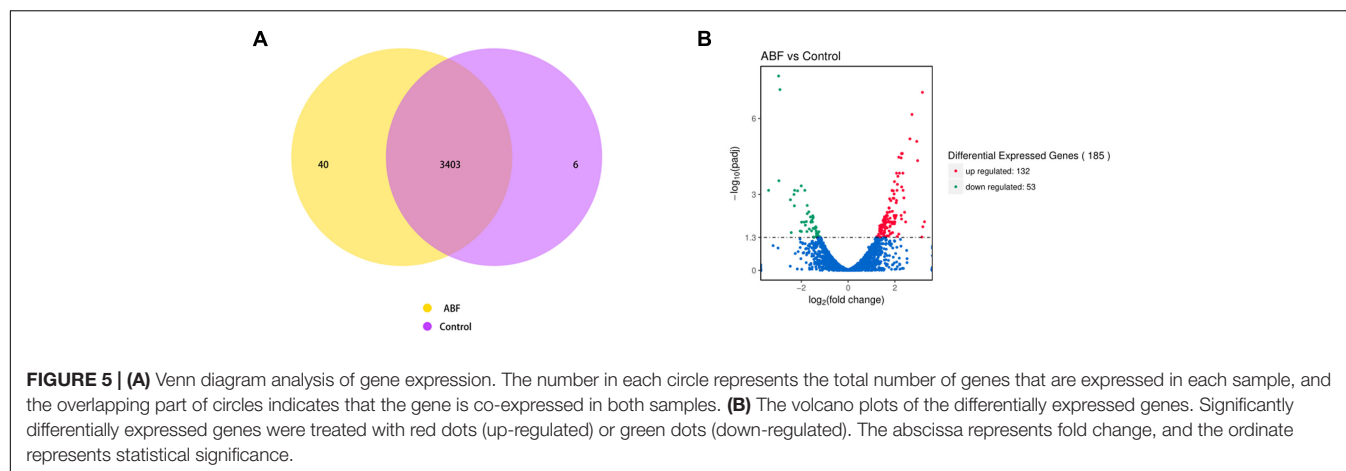 A
40
3403
6
ABF
Control
B
ABF vs Control
6
3
1.3
0
−log10(padj)
−2
0
2
log2(fold change)
Differential Expressed Genes ( 185 )
up regulated: 132
down regulated: 53
FIGURE 5 | (A) Venn diagram analysis of gene expression. The number in each circle represents the total number of genes that are expressed in each sample, and
the overlapping part of circles indicates that the gene is co-expressed in both samples. (B) The volcano plots of the differentially expressed genes. Significantly
differentially expressed genes were treated with red dots (up-regulated) or green dots (down-regulated). The abscissa represents fold change, and the ordinate
represents statistical significance.